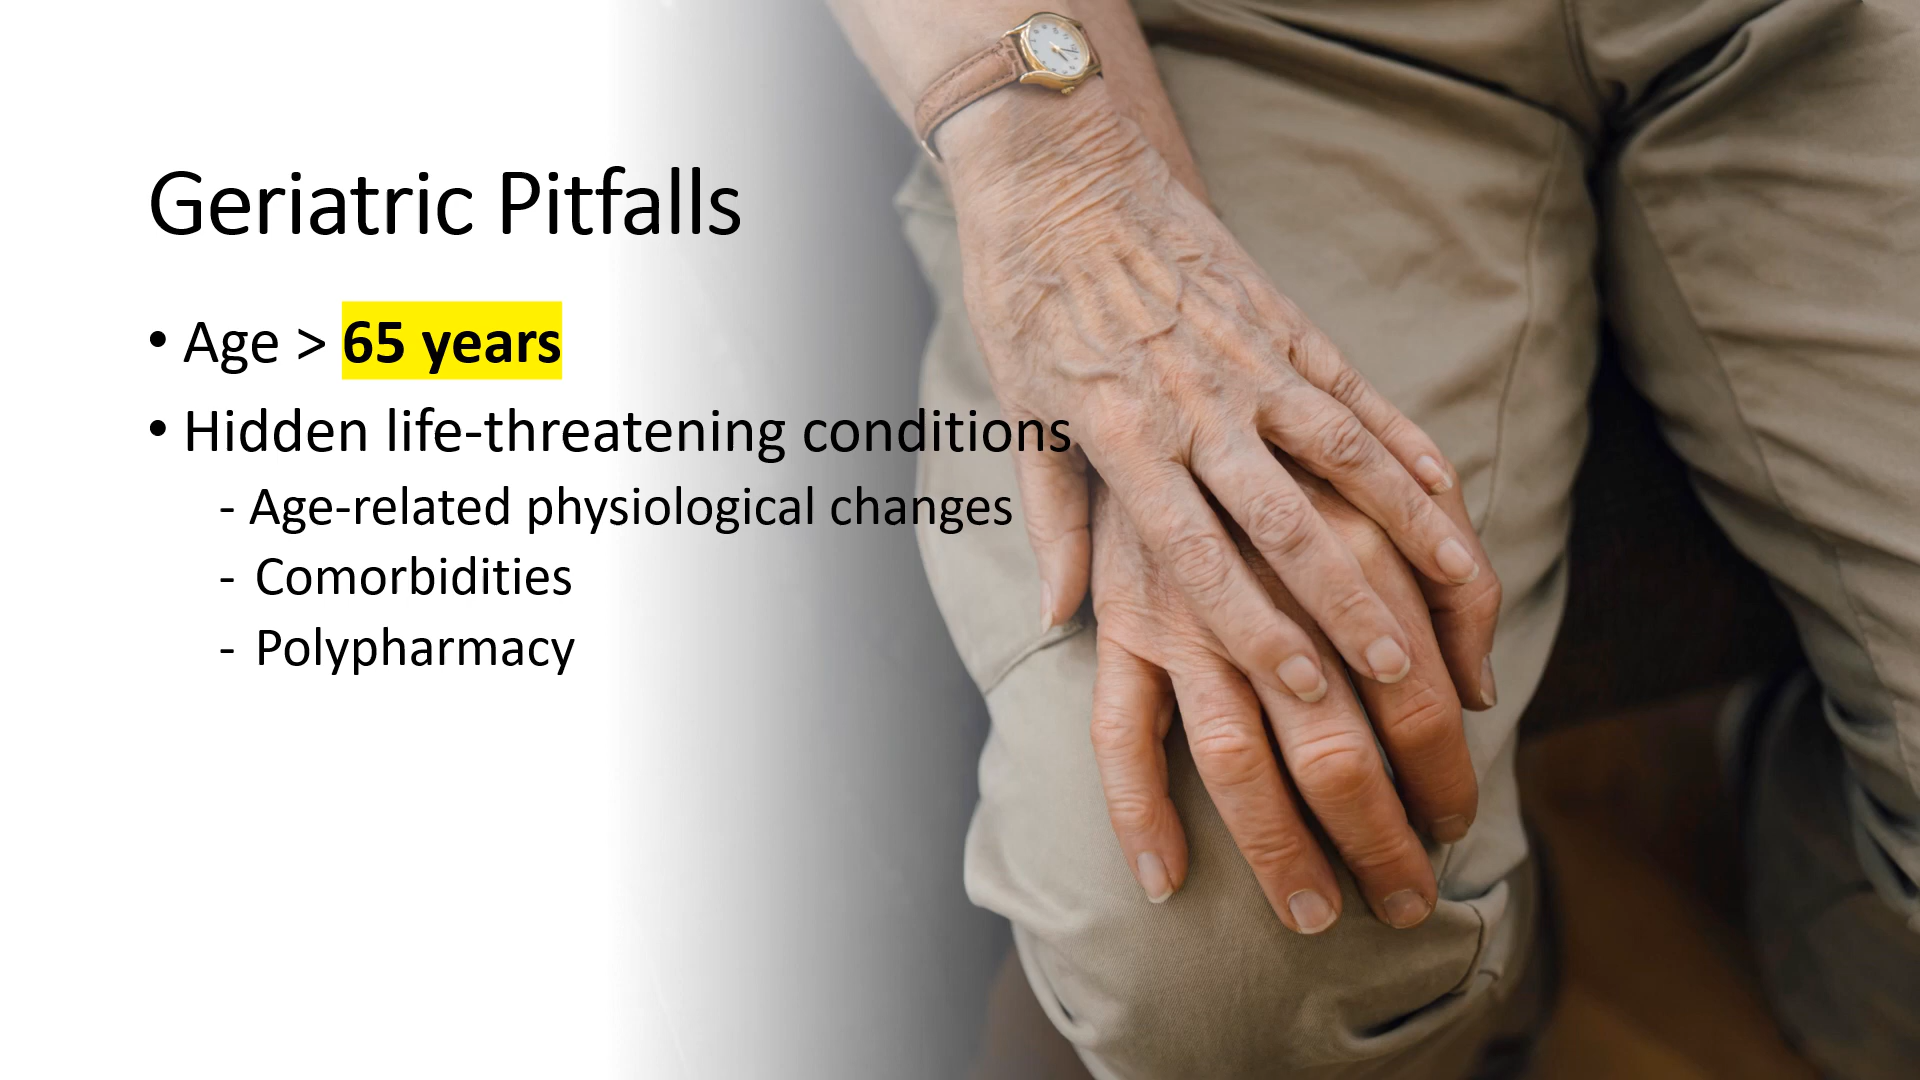 Geriatric Pitfalls
• Age > 65 years
• Hidden life-threatening conditions
- Age-related physiological changes
- Comorbidities
- Polypharmacy